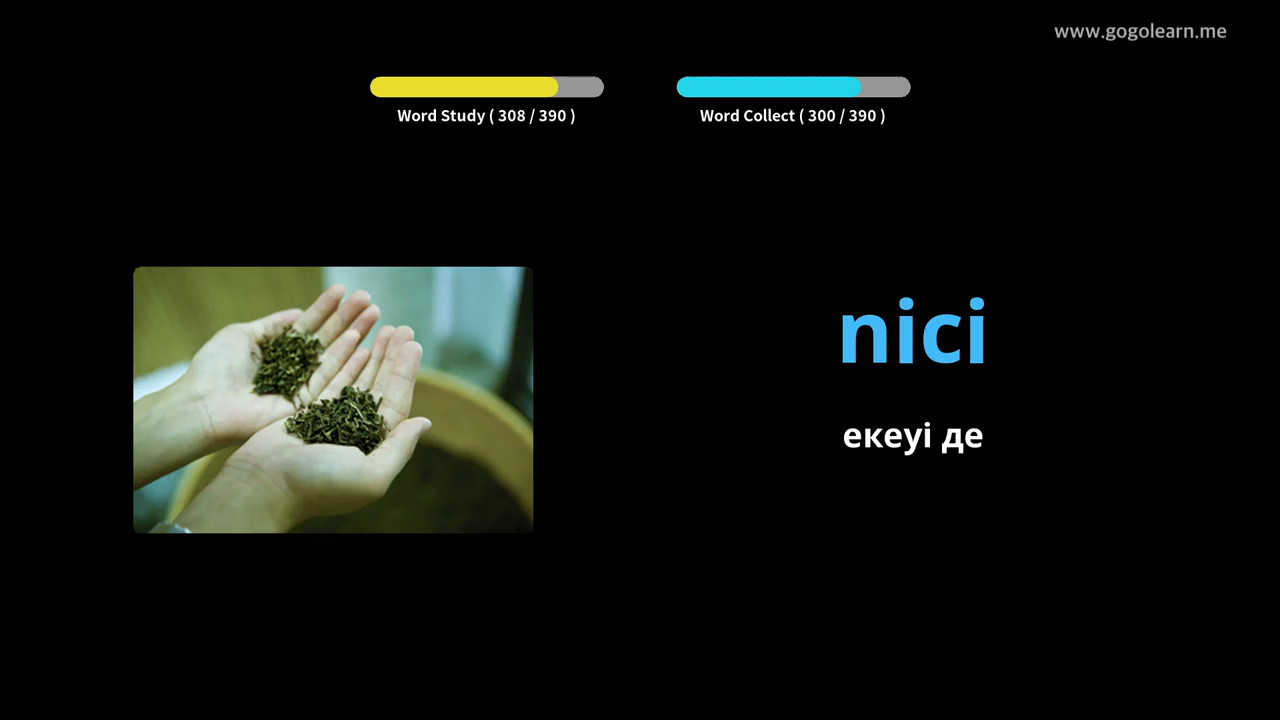 www.gogolearn.me
Word Study ( 308 / 390 )
Word Collect ( 300 / 390 )
nici
екеуі де